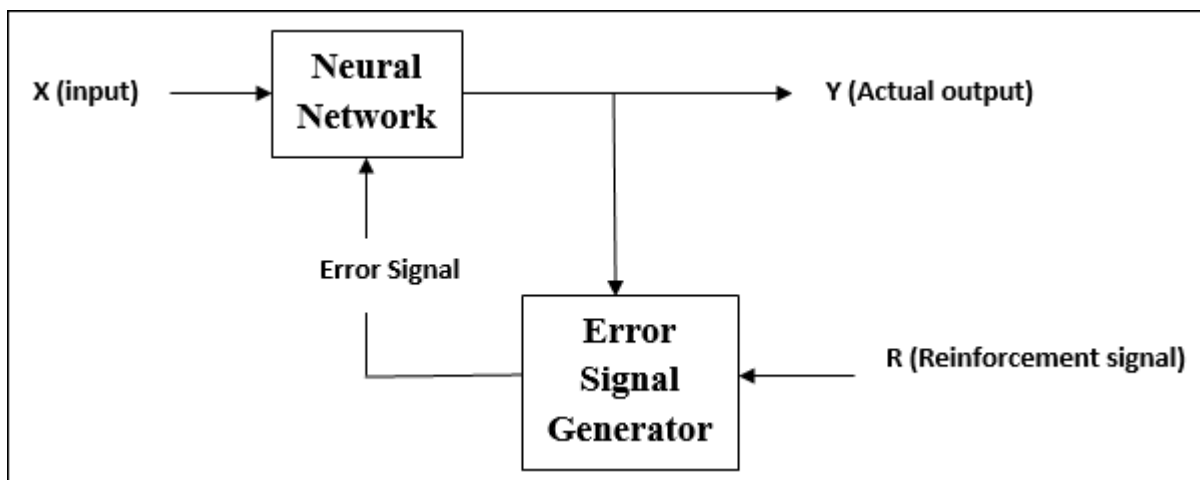 X (input)
Neural
Network
Y (Actual output)
Error Signal
Error
Signal
Generator
R (Reinforcement signal)